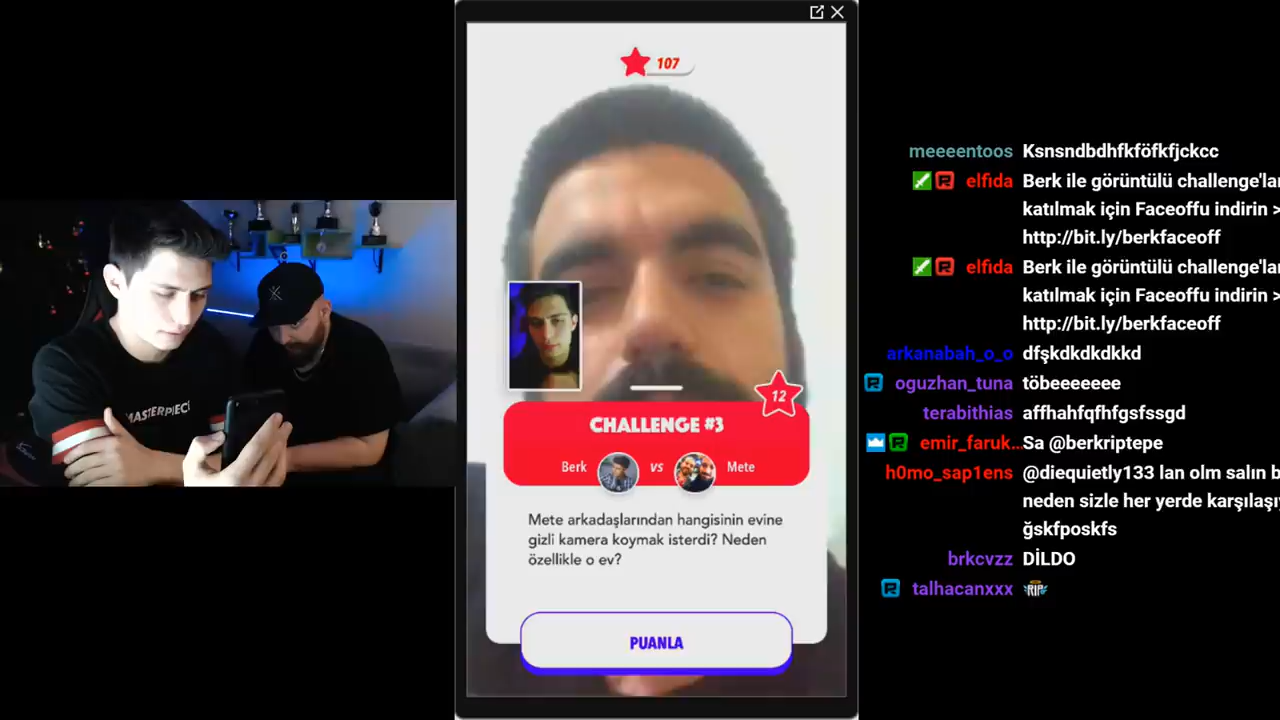 107
12
CHALLENGE #3
Berk vs Mete
Mete arkadaşlarından hangisinin evine
gizli kamera koymak isterdi? Neden
özellikle o ev?
PUANLA
MASTERPIECE
meeeentoos Ksnsndbdhfkföfkfjckcc
elfida Berk ile görüntülü challenge'lar
katılmak için Faceoffu indirin >
http://bit.ly/berkfaceoff
elfida Berk ile görüntülü challenge'lar
katılmak için Faceoffu indirin >
http://bit.ly/berkfaceoff
arkanabah_o_o dfşkdkdkdkkd
oguzhan_tuna töbeeeeeee
terabithias affhahfqfhfgsfssgd
emir_faruk... Sa @berkriptepe
h0mo_sap1ens @diequietly133 lan olm salın b
neden sizle her yerde karşılaşı
ğskfposkfs
brkcvzz DİLDO
talhacanxxx RIP